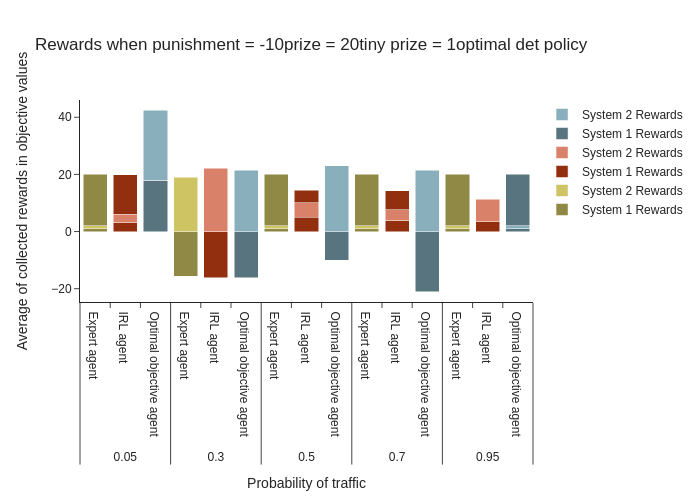 Rewards when punishment = -10prize = 20tiny prize = 1optimal det policy
Average of collected rewards in objective values
40
20
0
−20
System 2 Rewards
System 1 Rewards
System 2 Rewards
System 1 Rewards
System 2 Rewards
System 1 Rewards
Expert agent
IRL agent
Optimal objective agent
Expert agent
IRL agent
Optimal objective agent
Expert agent
IRL agent
Optimal objective agent
Expert agent
IRL agent
Optimal objective agent
Expert agent
IRL agent
Optimal objective agent
0.05
0.3
0.5
0.7
0.95
Probability of traffic